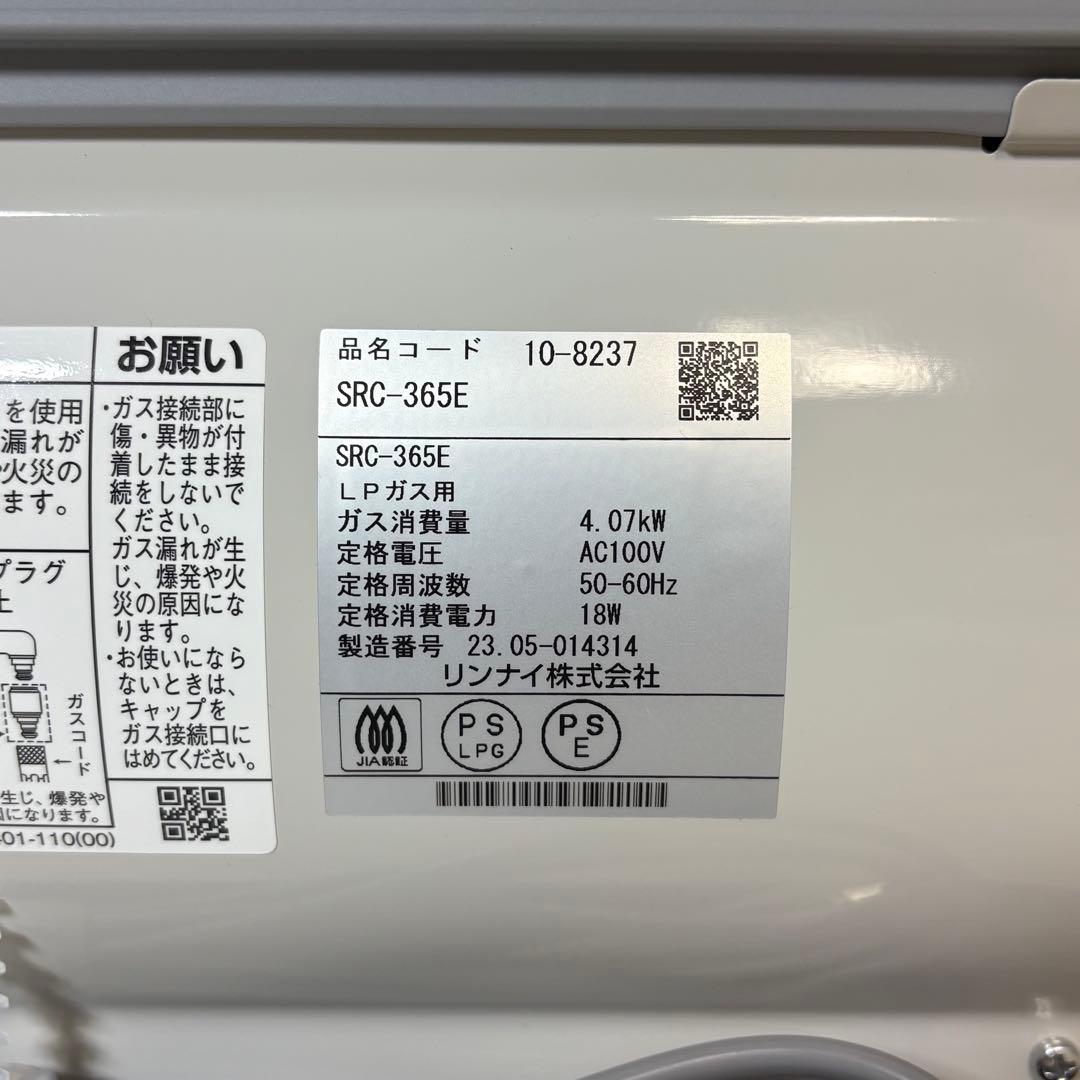 を使用
漏れが
や火災の
ます。
プラグ
ガスコード
生じ、爆発や
因になります。
401-110(00)
お願い
・ガス接続部に
傷・異物が付
着したまま接
続をしないで
ください。
ガス漏れが生
じ、爆発や火
災の原因にな
ります。
・お使いになら
ないときは、
キャップを
ガス接続口に
はめてください。
品名コード 10-8237
SRC-365E
SRC-365E
LPガス用
ガス消費量 4.07kW
定格電圧 AC100V
定格周波数 50-60Hz
定格消費電力 18W
製造番号 23.05-014314
リンナイ株式会社
JIA認証
PS
LPG
PS
E